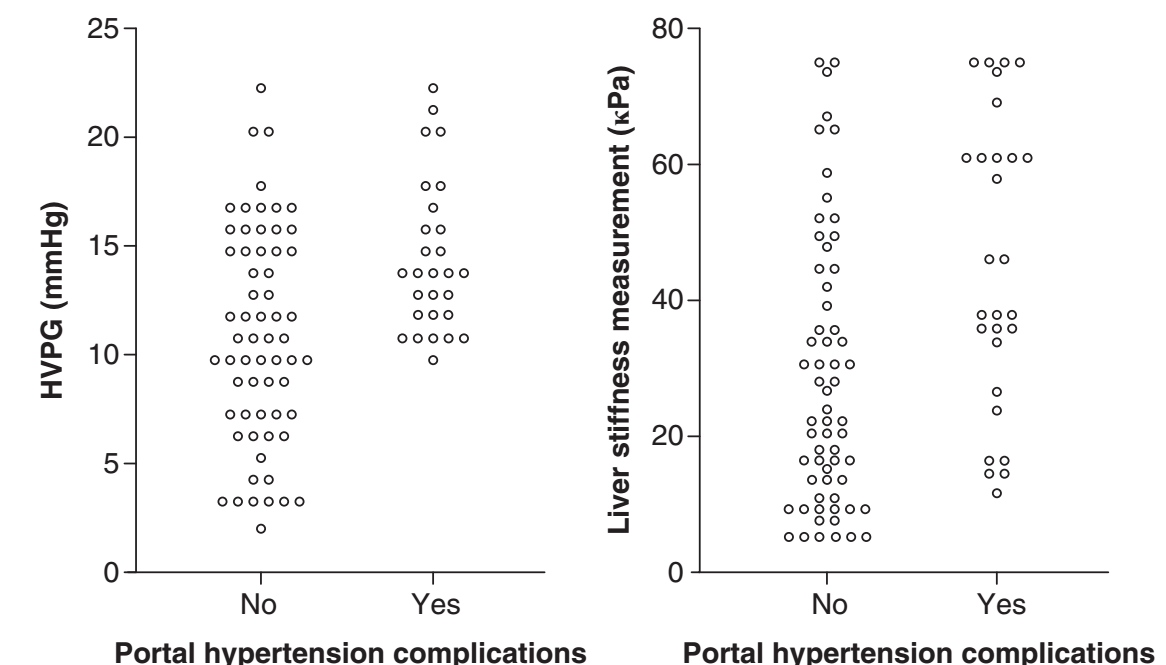 HVPG (mmHg)
25
20
15
10
5
0
No
Yes
Portal hypertension complications
Liver stiffness measurement (κPa)
80
60
40
20
0
No
Yes
Portal hypertension complications